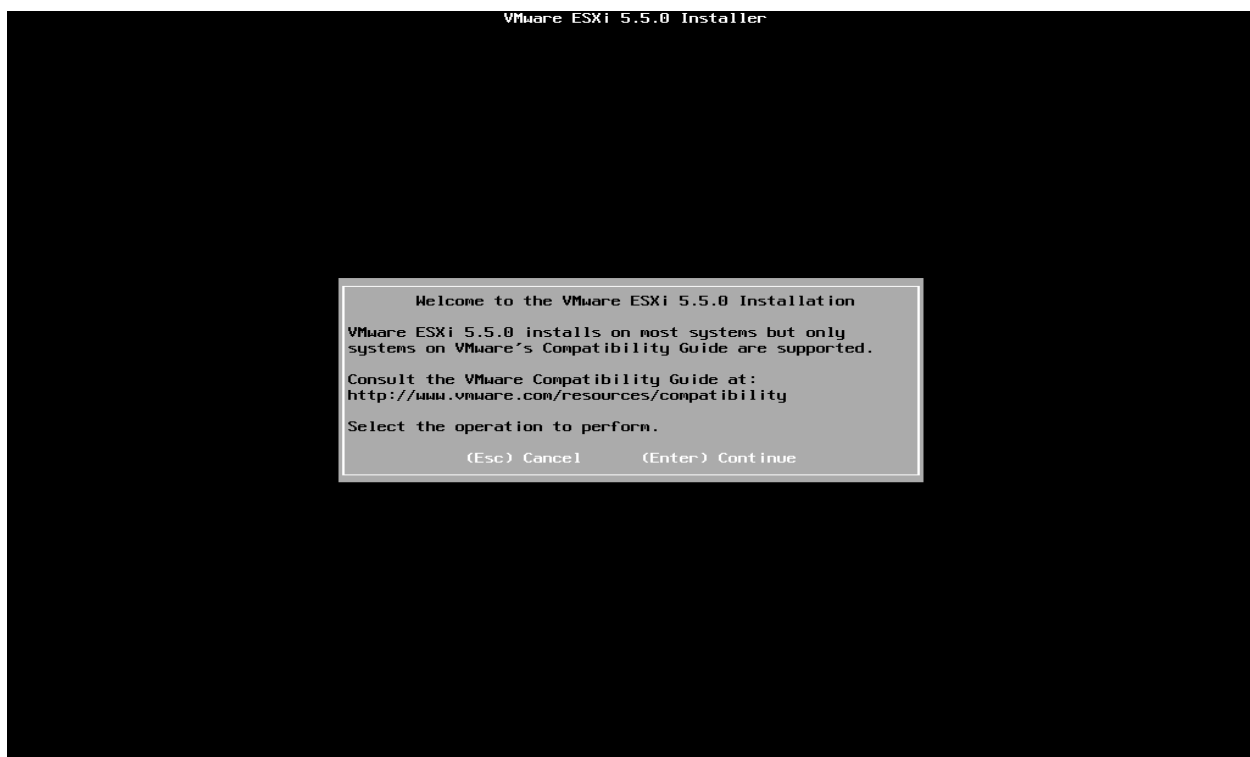 VMware ESXi 5.5.0 Installer
Welcome to the VMware ESXi 5.5.0 Installation
VMware ESXi 5.5.0 installs on most systems but only
systems on VMware's Compatibility Guide are supported.
Consult the VMware Compatibility Guide at:
http://www.vmware.com/resources/compatibility
Select the operation to perform.
(Esc) Cancel (Enter) Continue